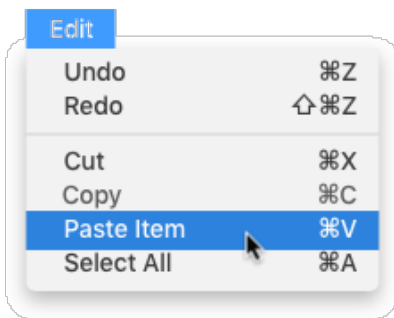 Edit
Undo ⌘Z
Redo ⇧⌘Z
Cut ⌘X
Copy ⌘C
Paste Item ⌘V
Select All ⌘A